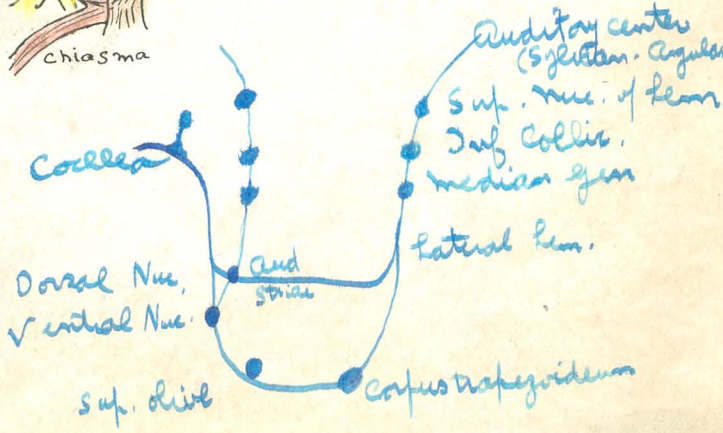 chiasma
Auditory center
(Sylvian. Angular
Sup. Nuc. of Lem
Inf Collic.
median gen
Cochlea
Lateral Lem.
Aud
Striae
Dorsal Nuc.
Ventral Nuc.
Sup. olive
Corpus trapezoideum